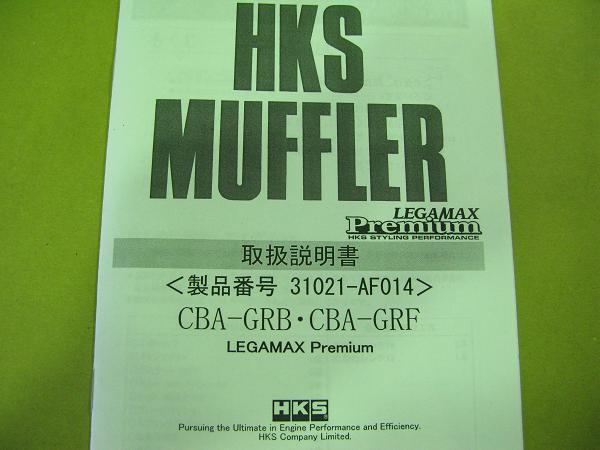 HKS
MUFFLER
LEGAMAX
Premium
HKS STYLING PERFORMANCE
取扱説明書
＜製品番号 31021-AF014＞
CBA-GRB・CBA-GRF
LEGAMAX Premium
HKS
Pursuing the Ultimate in Engine Performance and Efficiency.
HKS Company Limited.